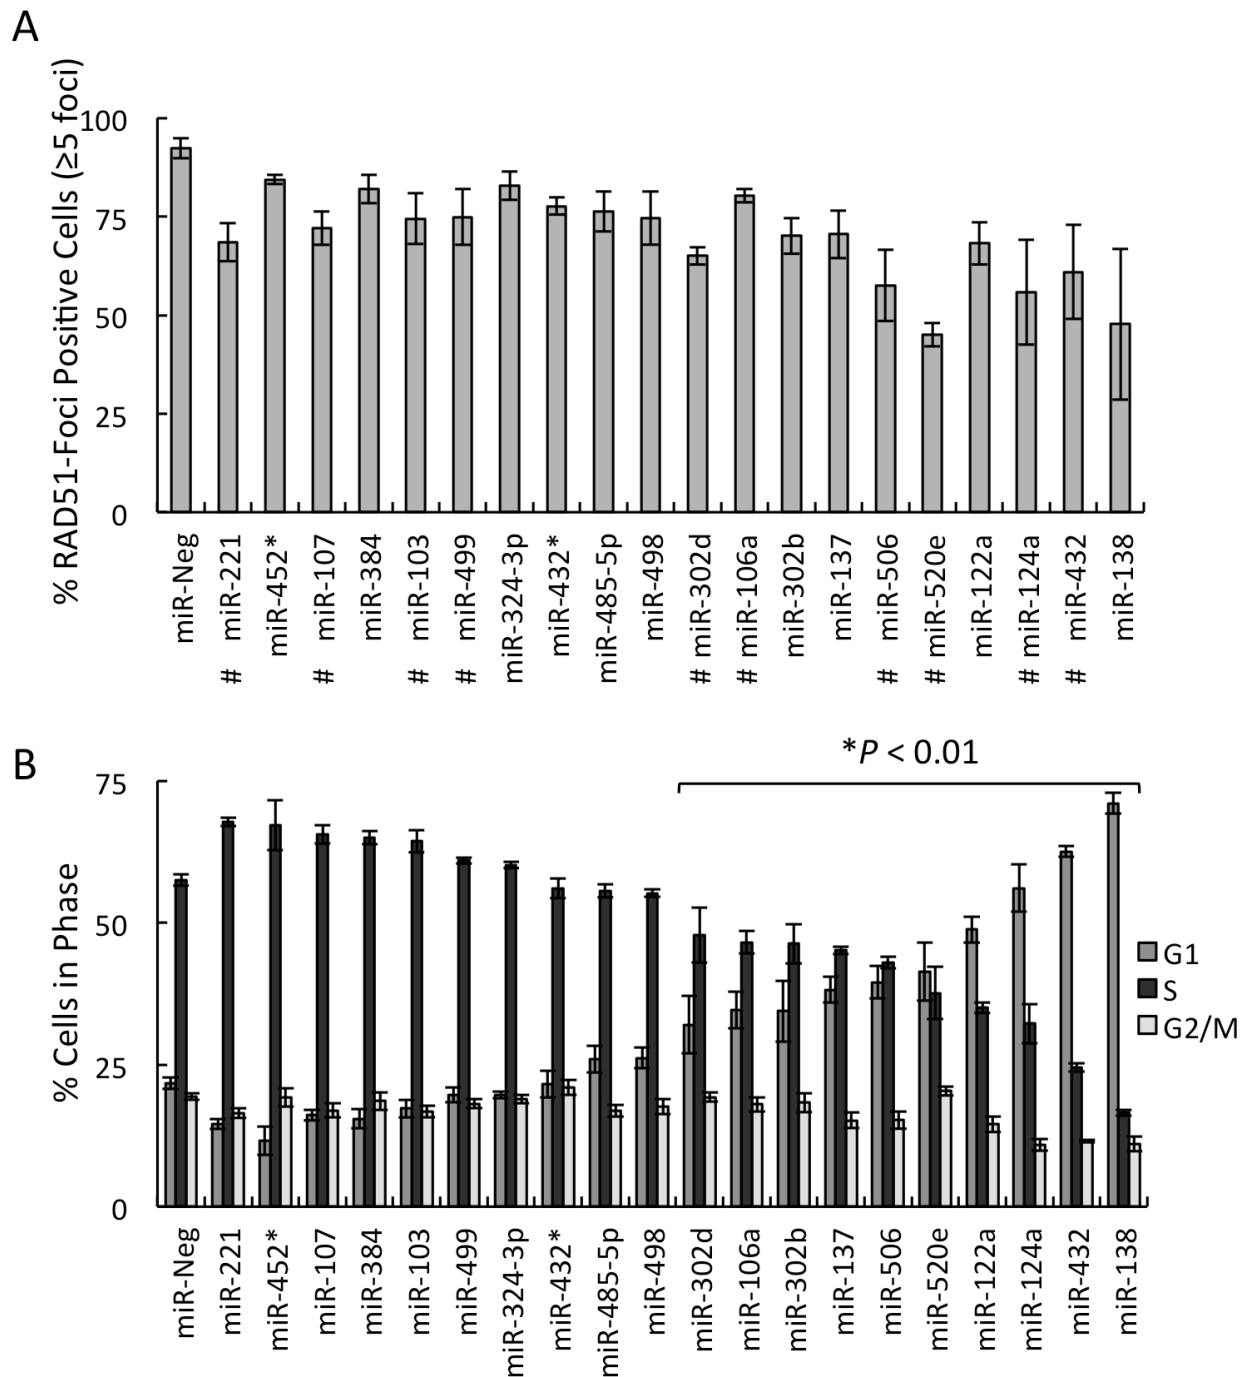 A
% RAD51-Foci Positive Cells (≥5 foci)
100
75
50
25
0
miR-Neg
# miR-221
miR-452*
# miR-107
miR-384
# miR-103
# miR-499
miR-324-3p
miR-432*
miR-485-5p
miR-498
# miR-302d
# miR-106a
miR-302b
miR-137
# miR-506
# miR-520e
miR-122a
# miR-124a
# miR-432
miR-138
B
*P < 0.01
% Cells in Phase
75
50
25
0
G1
S
G2/M
miR-Neg
miR-221
miR-452*
miR-107
miR-384
miR-103
miR-499
miR-324-3p
miR-432*
miR-485-5p
miR-498
miR-302d
miR-106a
miR-302b
miR-137
miR-506
miR-520e
miR-122a
miR-124a
miR-432
miR-138